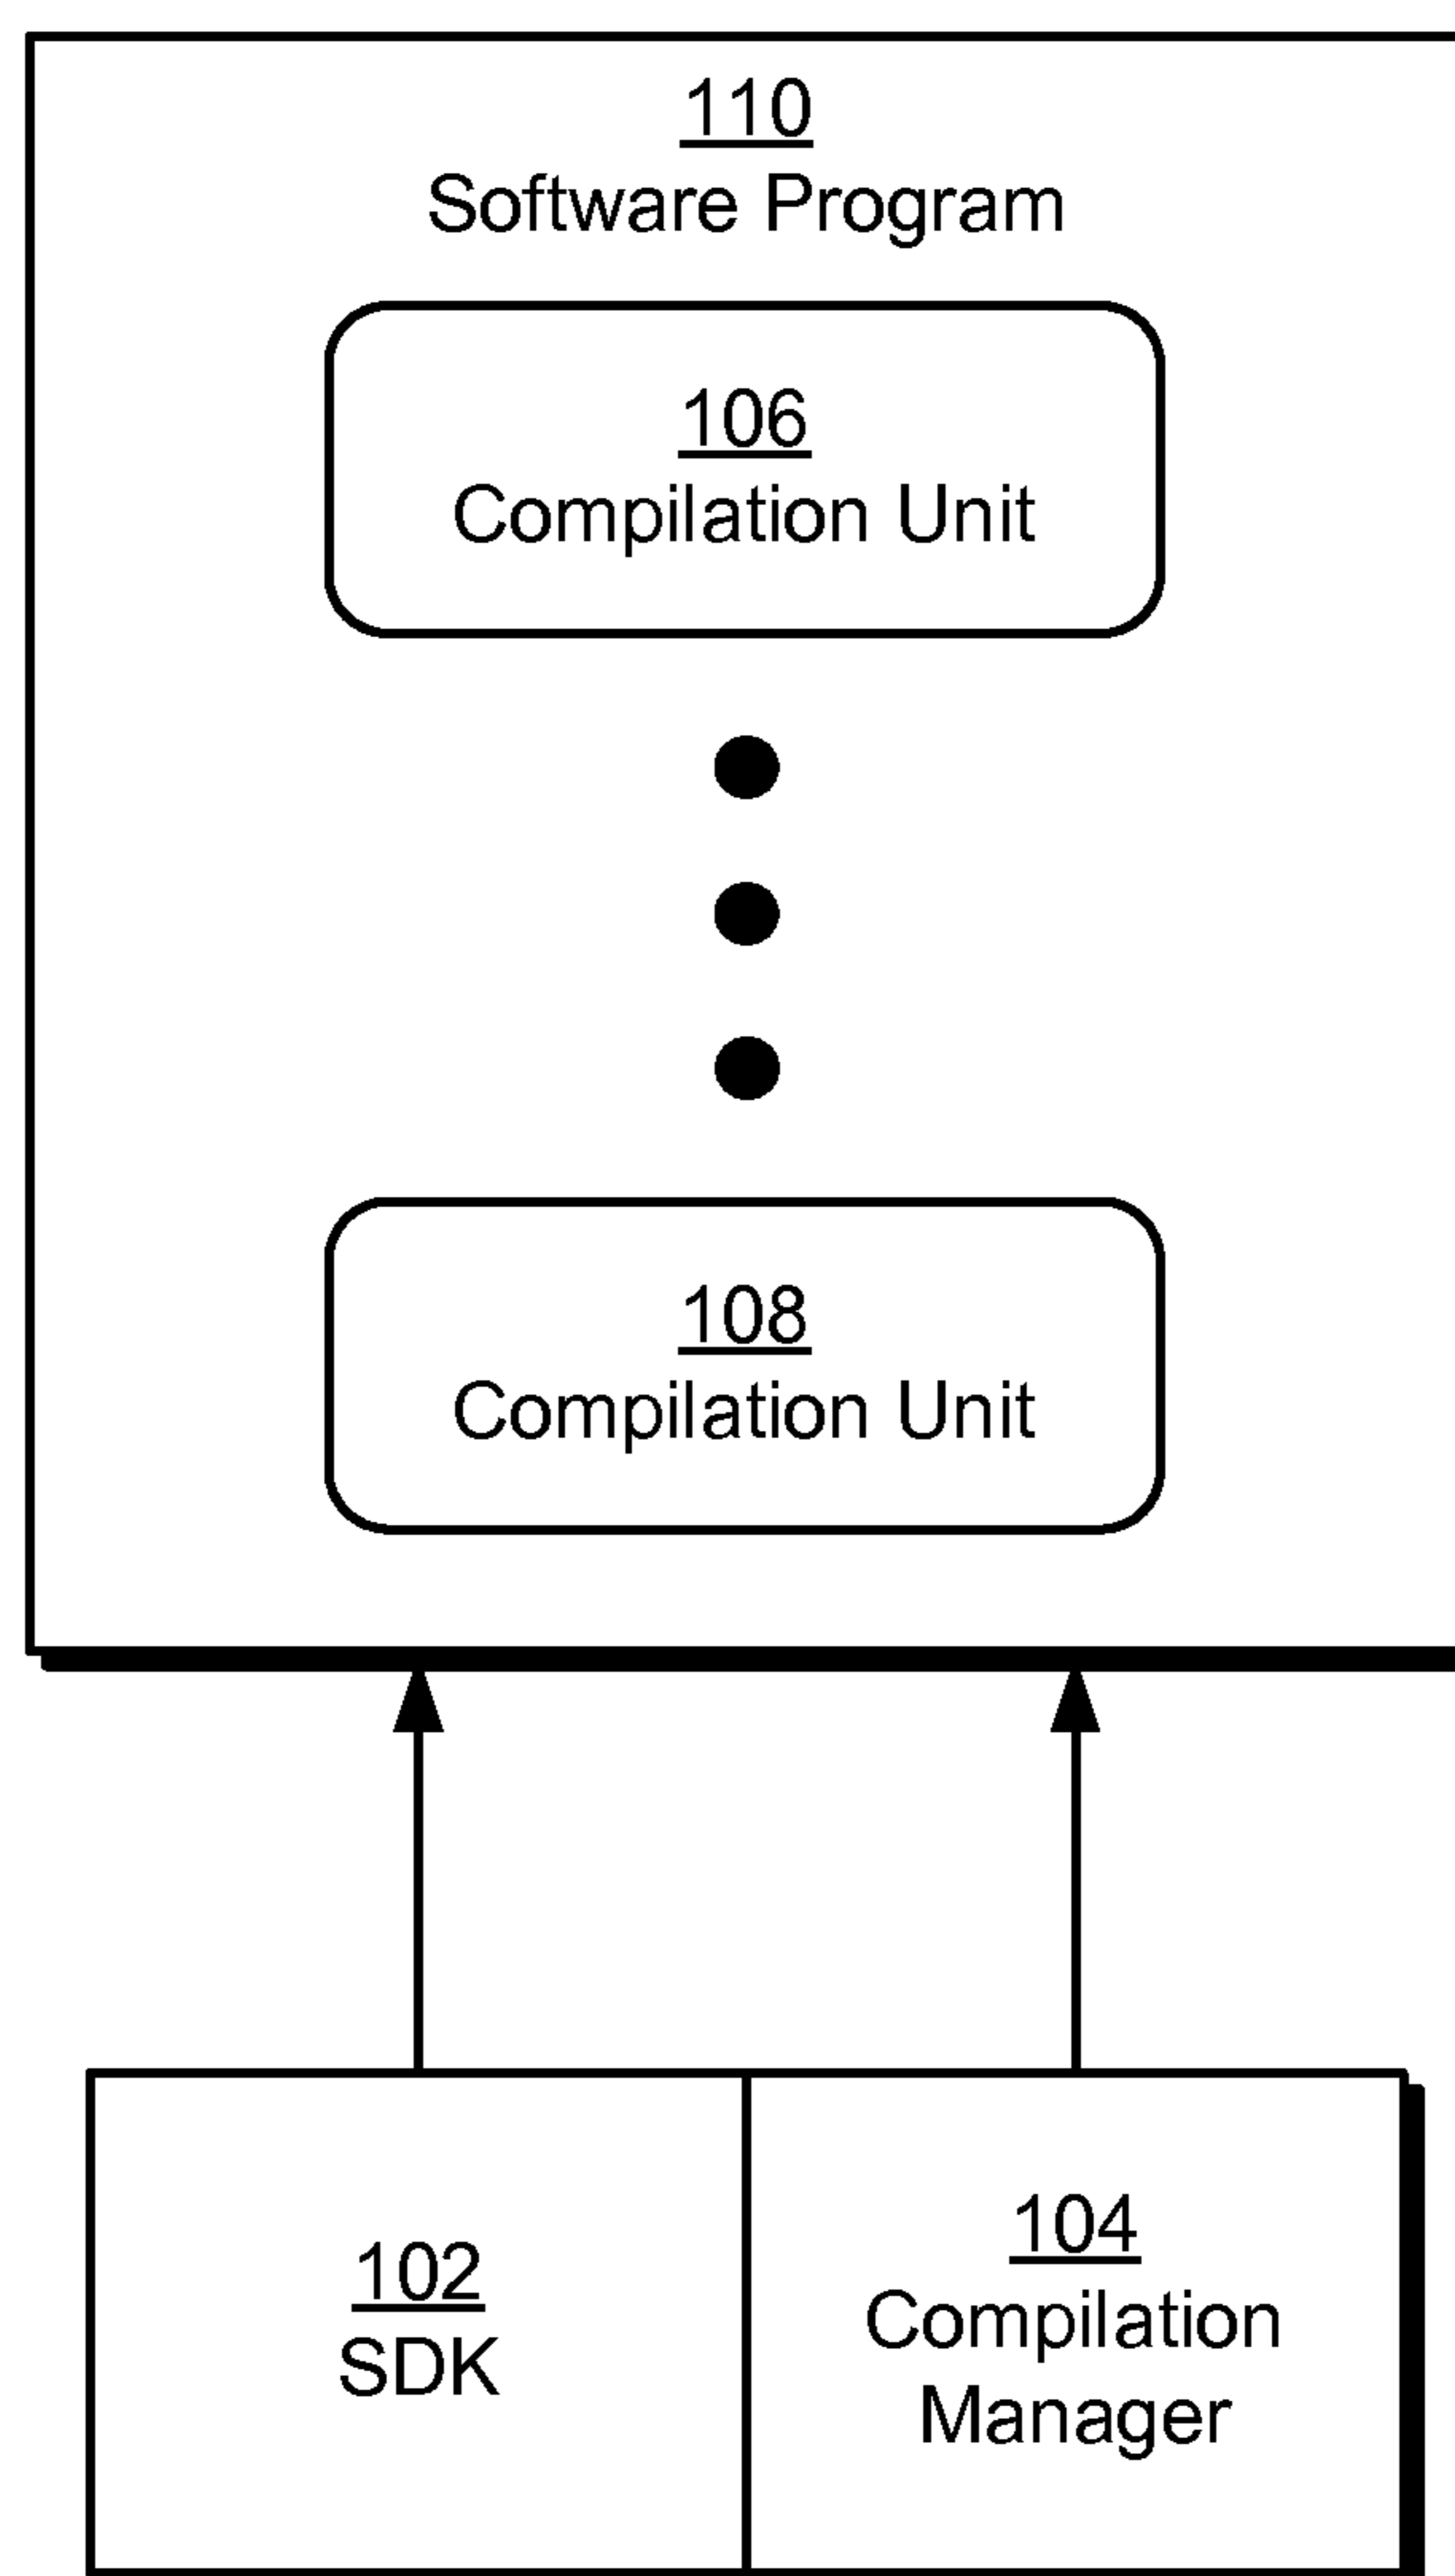 110
Software Program
106
Compilation Unit
108
Compilation Unit
102
SDK
104
Compilation
Manager